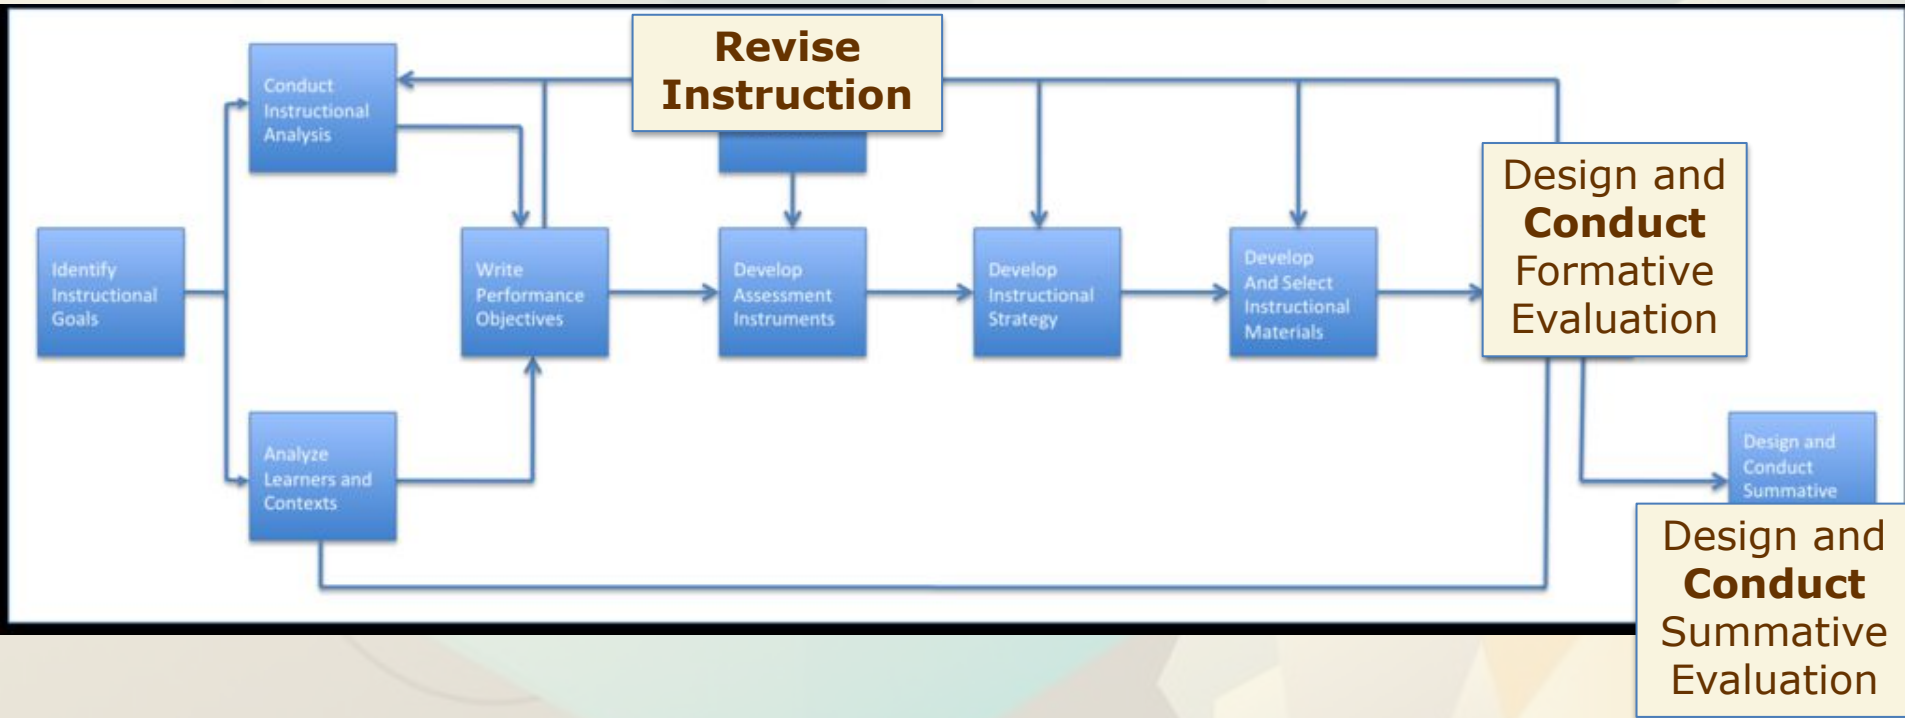 Revise
Instruction
Conduct
Instructional
Analysis
Design and
Conduct
Formative
Evaluation
Identify
Instructional
Goals
Write
Performance
Objectives
Develop
Assessment
Instruments
Develop
Instructional
Strategy
Develop
And Select
Instructional
Materials
Analyze
Learners and
Contexts
Design and
Conduct
Summative
Design and
Conduct
Summative
Evaluation